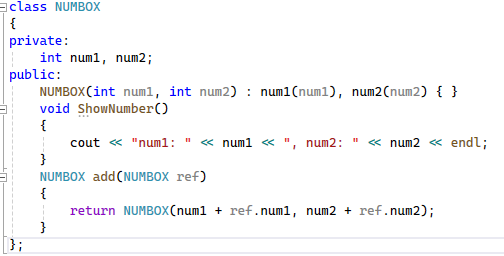 class NUMBOX
{
private:
    int num1, num2;
public:
    NUMBOX(int num1, int num2) : num1(num1), num2(num2) { }
    void ShowNumber()
    {
        cout << "num1: " << num1 << ", num2: " << num2 << endl;
    }
    NUMBOX add(NUMBOX ref)
    {
        return NUMBOX(num1 + ref.num1, num2 + ref.num2);
    }
};